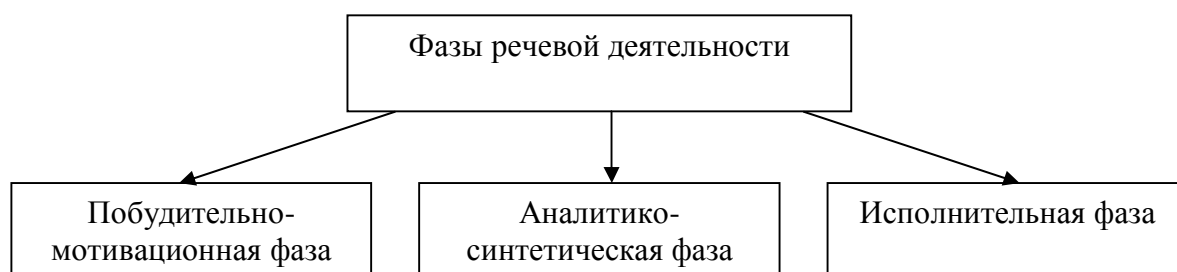 Фазы речевой деятельности
Побудительно-
мотивационная фаза
Аналитико-
синтетическая фаза
Исполнительная фаза